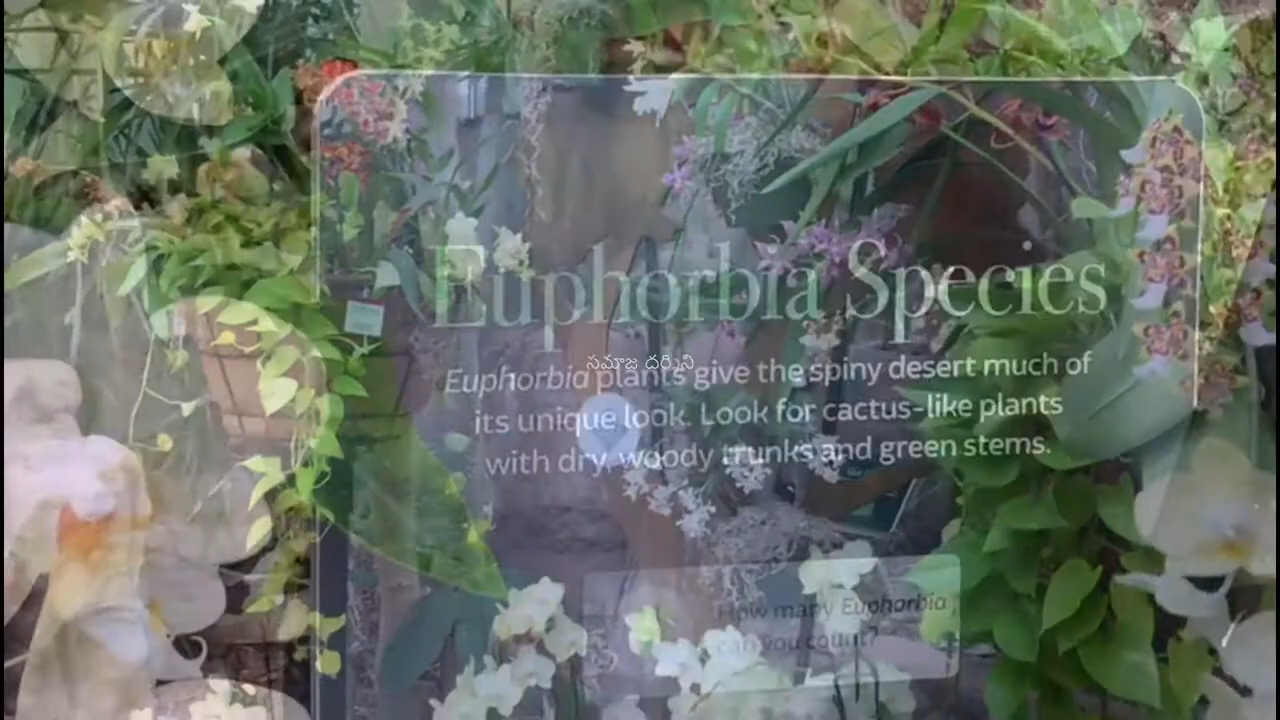 Euphorbia Species
సమాజ దర్శిని
Euphorbia plants give the spiny desert much of
its unique look. Look for cactus-like plants
with dry, woody trunks and green stems.
How many Euphorbia
can you count?